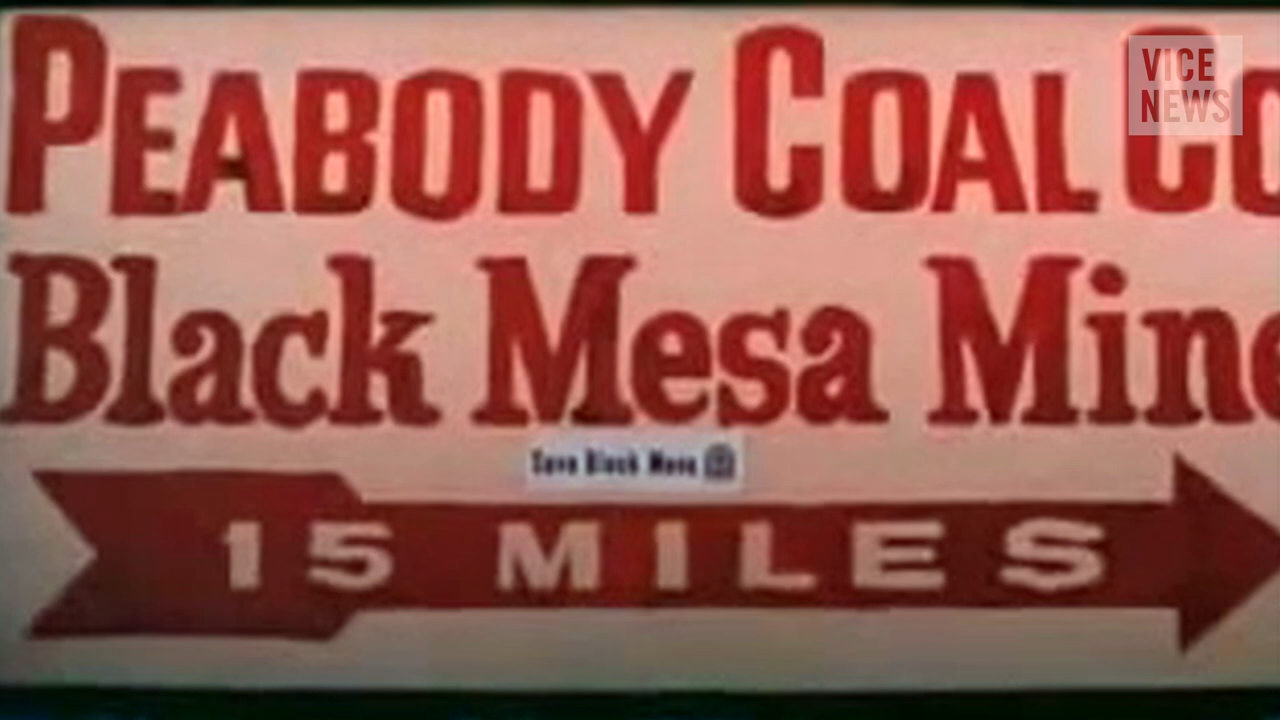 PEABODY COAL CO
Black Mesa Mine
Save Black Mesa
15 MILES
VICE
NEWS